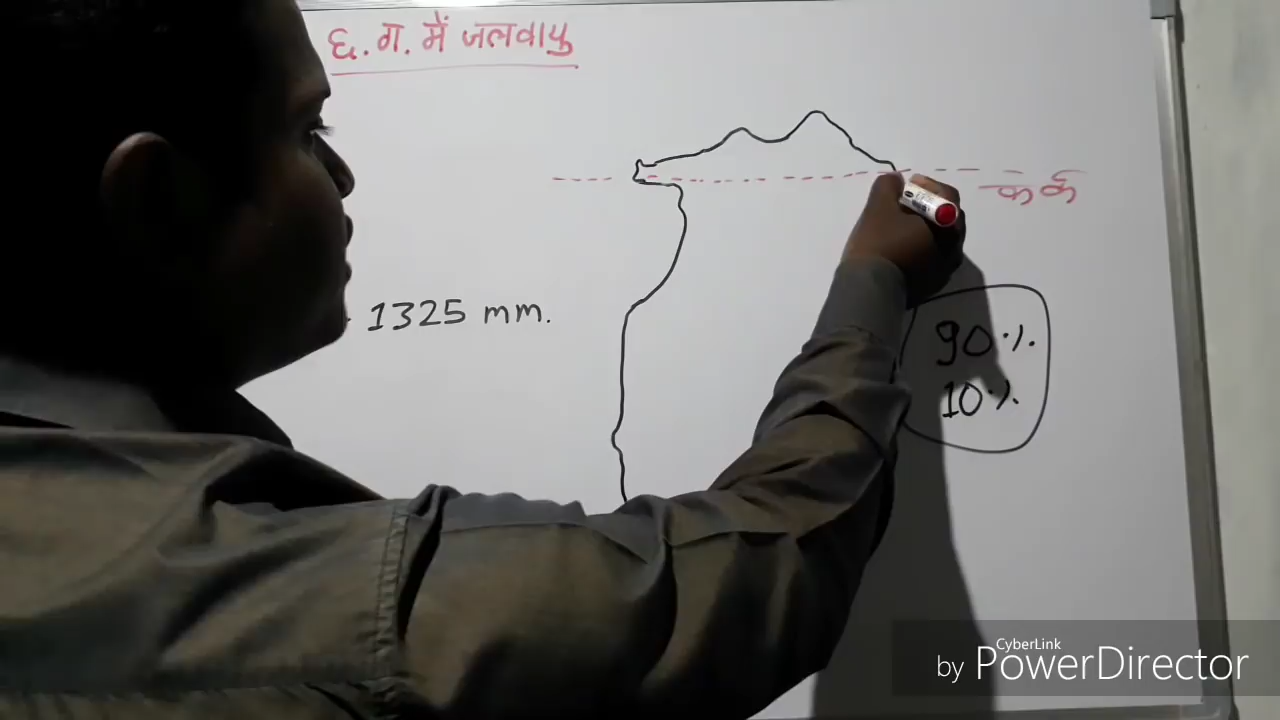 छ.ग. में जलवायु
कर्क
1325 mm.
90%
10%
CyberLink
by PowerDirector